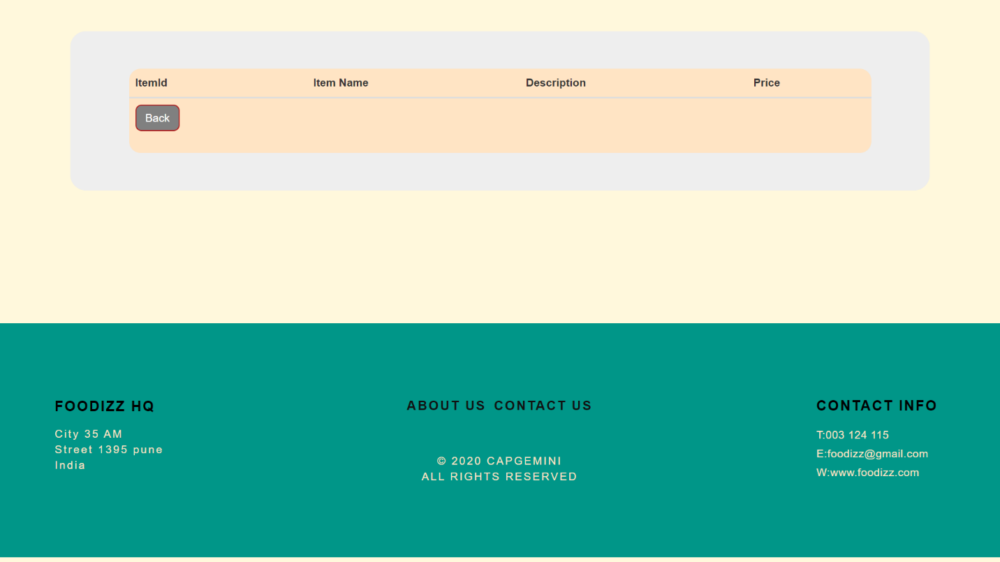 ItemId Item Name Description Price
Back
FOODIZZ HQ
City 35 AM
Street 1395 pune
India
ABOUT US CONTACT US
© 2020 CAPGEMINI
ALL RIGHTS RESERVED
CONTACT INFO
T:003 124 115
E:foodizz@gmail.com
W:www.foodizz.com